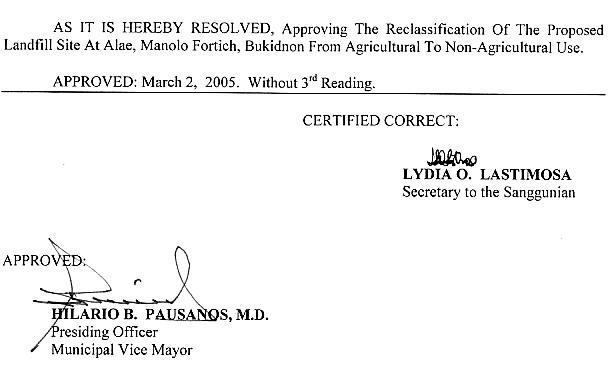 AS IT IS HEREBY RESOLVED, Approving The Reclassification Of The Proposed
Landfill Site At Alae, Manolo Fortich, Bukidnon From Agricultural To Non-Agricultural Use.
APPROVED: March 2, 2005. Without 3rd Reading.
CERTIFIED CORRECT:
LYDIA O. LASTIMOSA
Secretary to the Sanggunian
APPROVED:
HILARIO B. PAUSANOS, M.D.
Presiding Officer
Municipal Vice Mayor